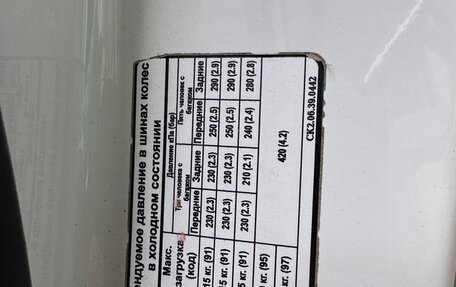 ендуемое давление в шинах колес
в холодном состоянии
Макс. загрузка (код) Давление кПа (бар)
Три человека с багажом Пять человек с багажом
Передние Задние Передние Задние
15 кг. (91) 230 (2.3) 230 (2.3) 250 (2.5) 290 (2.9)
5 кг. (91) 230 (2.3) 230 (2.3) 250 (2.5) 290 (2.9)
5 кг. (91) 230 (2.3) 210 (2.1) 240 (2.4) 280 (2.8)
кг. (95)
кг. (97) 420 (4.2)
СК2.06.39.0442